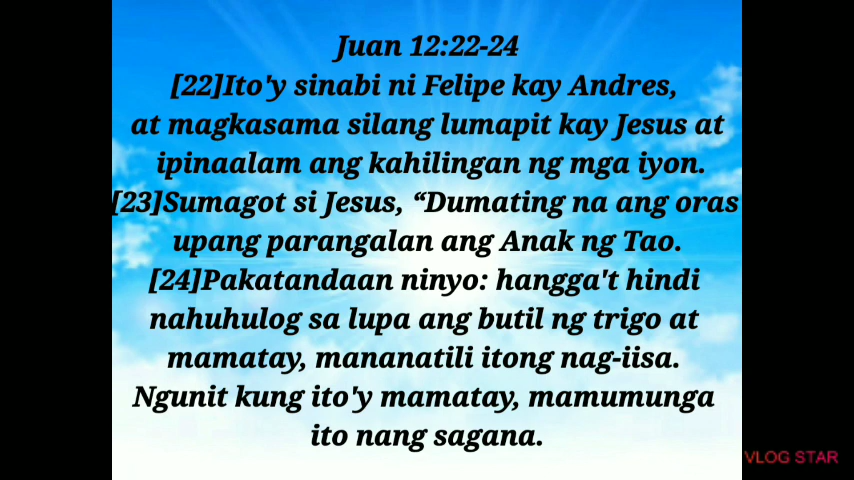 Juan 12:22-24
[22]Ito'y sinabi ni Felipe kay Andres,
at magkasama silang lumapit kay Jesus at
ipinaalam ang kahilingan ng mga iyon.
[23]Sumagot si Jesus, “Dumating na ang oras
upang parangalan ang Anak ng Tao.
[24]Pakatandaan ninyo: hangga't hindi
nahuhulog sa lupa ang butil ng trigo at
mamatay, mananatili itong nag-iisa.
Ngunit kung ito'y mamatay, mamumunga
ito nang sagana.
VLOG STAR